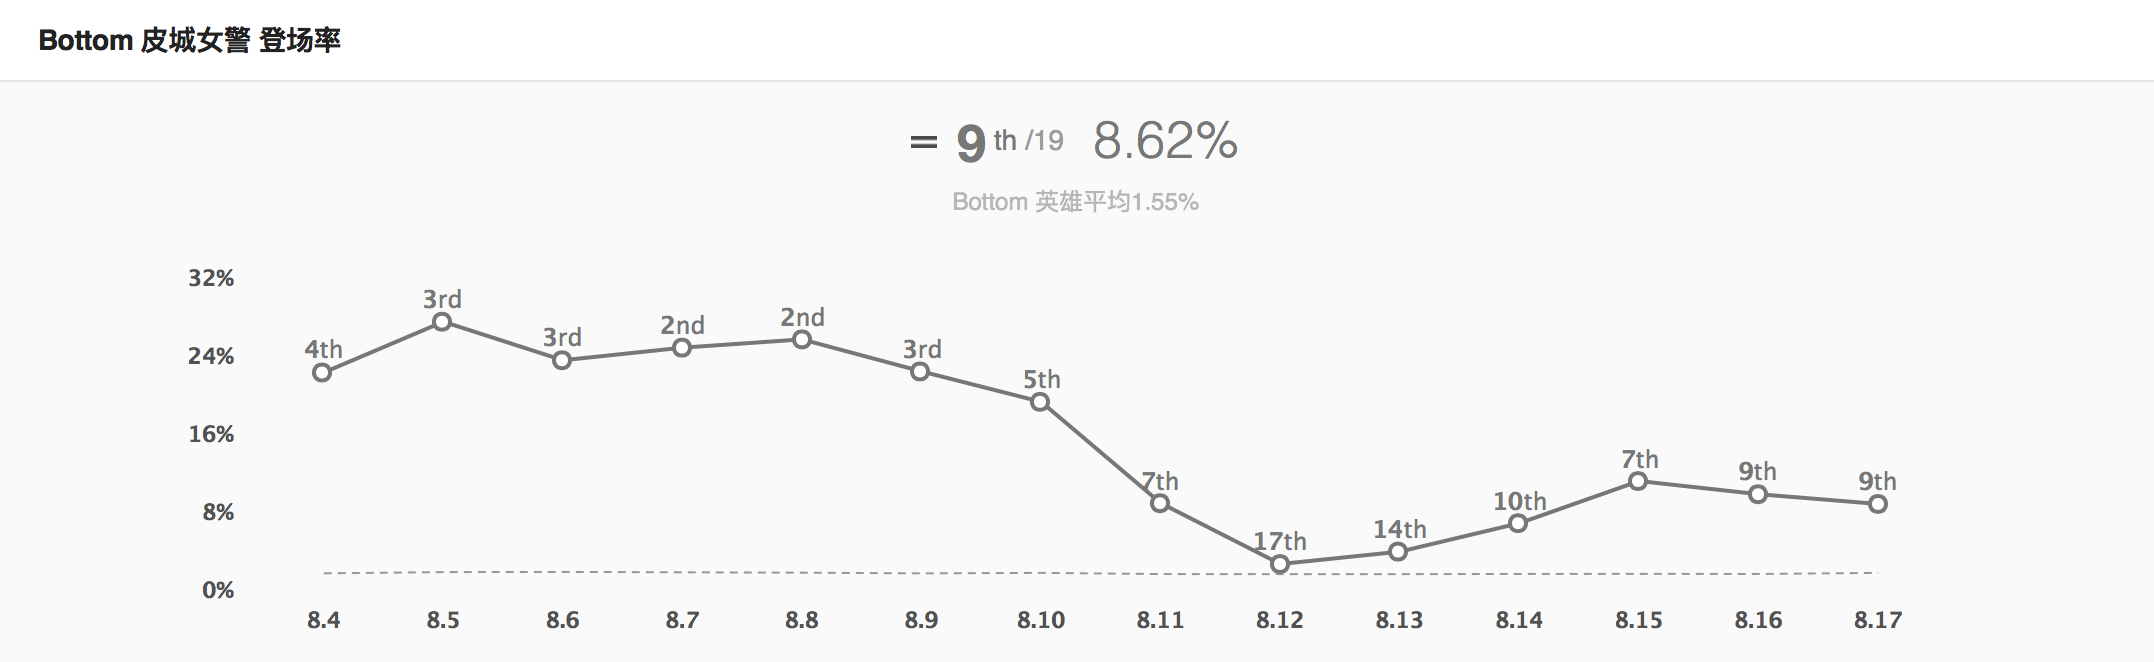 Bottom 皮城女警 登场率
= 9 th /19 8.62%
Bottom 英雄平均1.55%
32%
24%
16%
8%
0%
4th 3rd 3rd 2nd 2nd 3rd 5th 7th 17th 14th 10th 7th 9th 9th
8.4 8.5 8.6 8.7 8.8 8.9 8.10 8.11 8.12 8.13 8.14 8.15 8.16 8.17